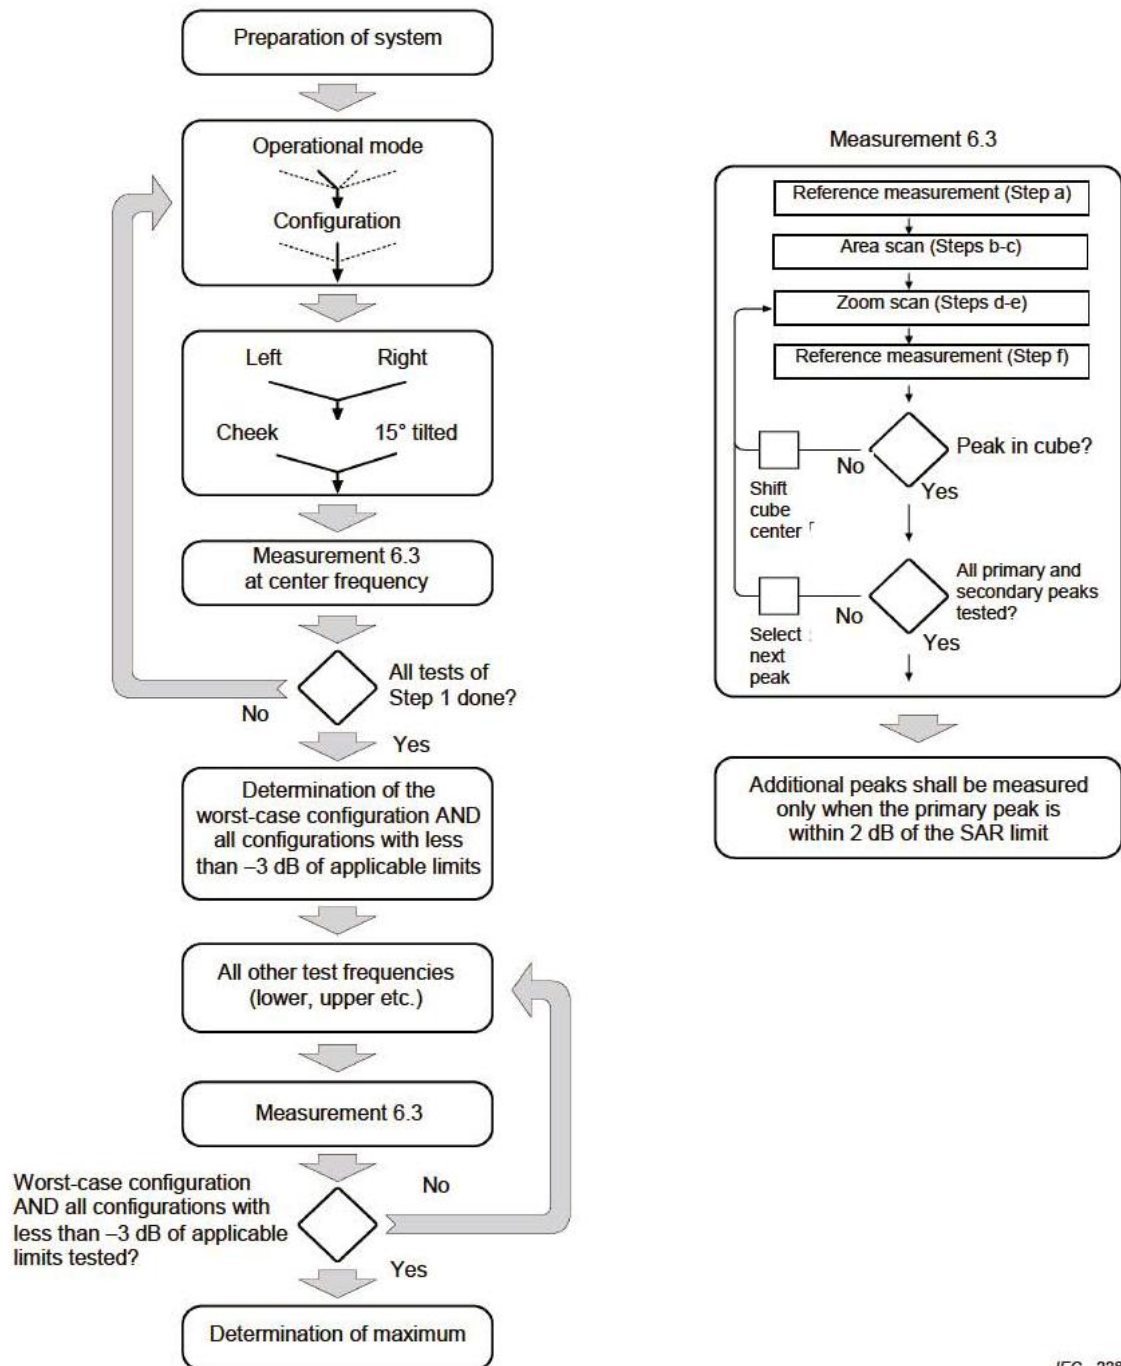 Preparation of system
Operational mode
Configuration
Left
Right
Cheek
15° tilted
Measurement 6.3
at center frequency
All tests of
Step 1 done?
No
Yes
Determination of the
worst-case configuration AND
all configurations with less
than –3 dB of applicable limits
All other test frequencies
(lower, upper etc.)
Measurement 6.3
Worst-case configuration
AND all configurations with
less than –3 dB of applicable
limits tested?
No
Yes
Determination of maximum
Measurement 6.3
Reference measurement (Step a)
Area scan (Steps b-c)
Zoom scan (Steps d-e)
Reference measurement (Step f)
Peak in cube?
No
Yes
Shift
cube
center
All primary and
secondary peaks
tested?
No
Yes
Select
next
peak
Additional peaks shall be measured
only when the primary peak is
within 2 dB of the SAR limit